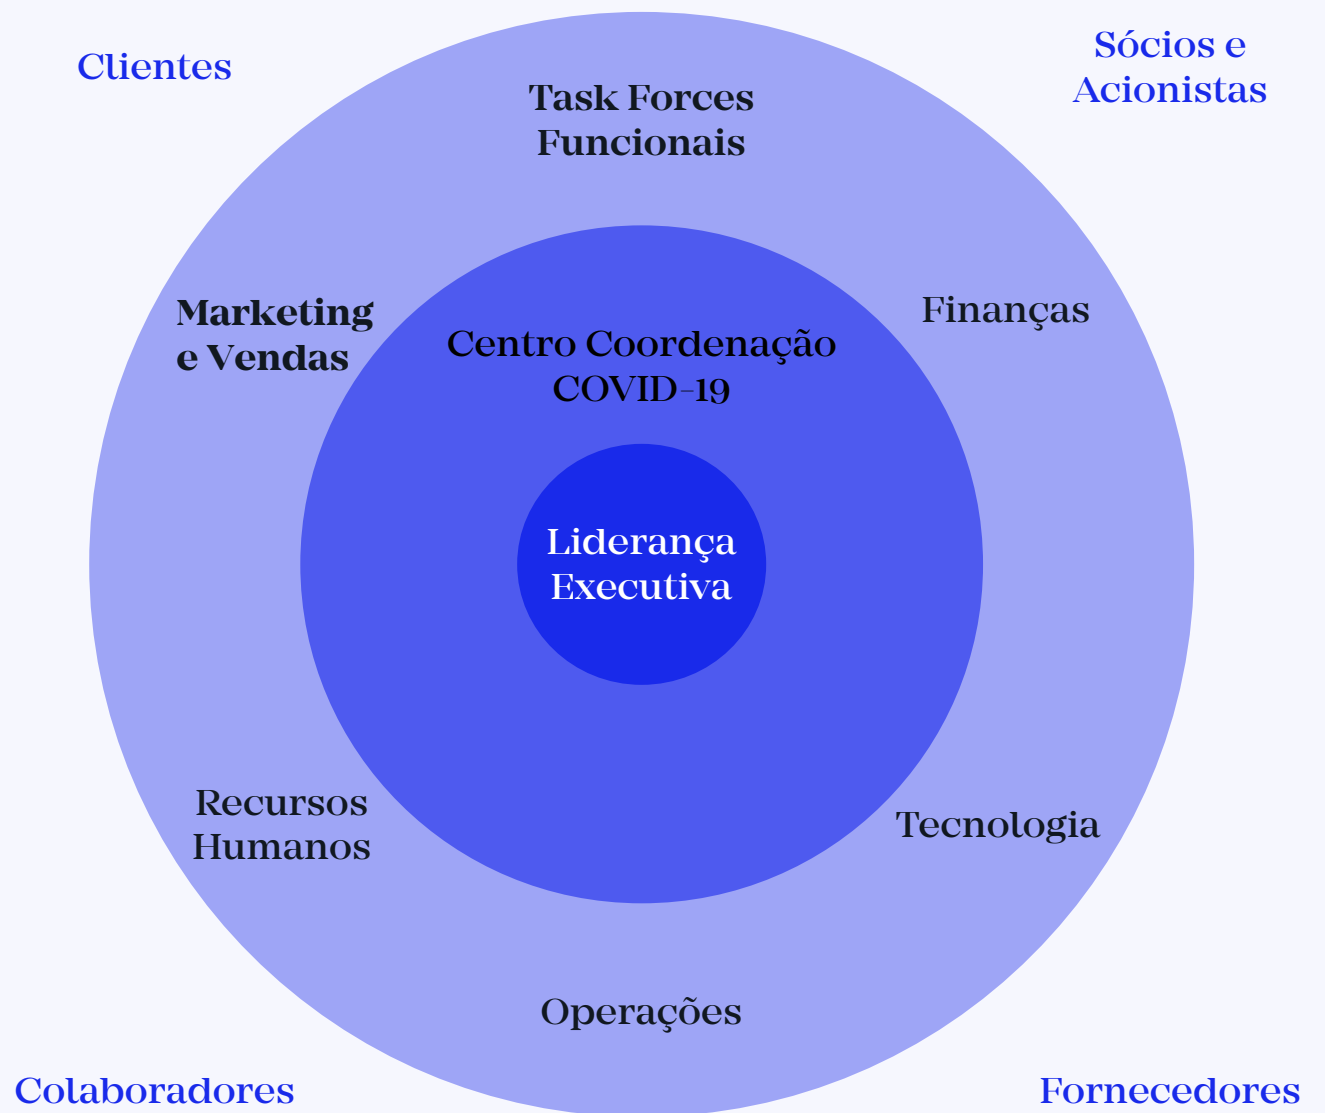 Clientes
Sócios e
Acionistas
Task Forces
Funcionais
Marketing
e Vendas
Finanças
Centro Coordenação
COVID-19
Liderança
Executiva
Recursos
Humanos
Tecnologia
Operações
Colaboradores
Fornecedores